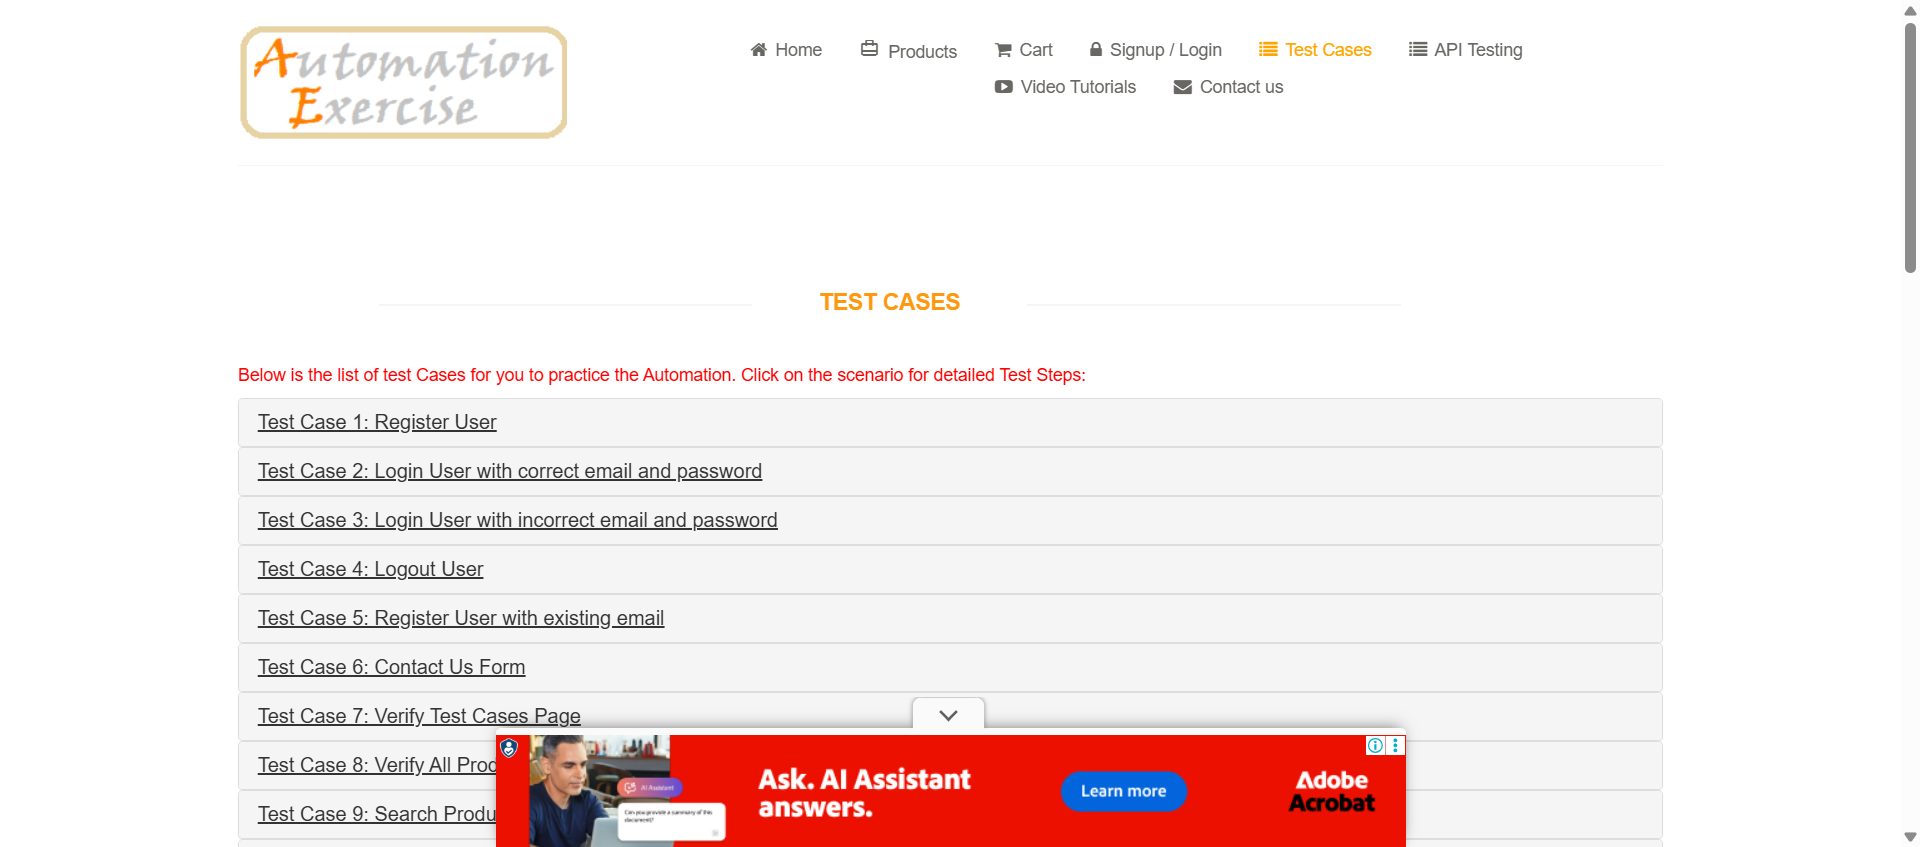 Automation
Exercise
Home
Products
Cart
Signup / Login
Test Cases
API Testing
Video Tutorials
Contact us
TEST CASES
Below is the list of test Cases for you to practice the Automation. Click on the scenario for detailed Test Steps:
Test Case 1: Register User
Test Case 2: Login User with correct email and password
Test Case 3: Login User with incorrect email and password
Test Case 4: Logout User
Test Case 5: Register User with existing email
Test Case 6: Contact Us Form
Test Case 7: Verify Test Cases Page
Test Case 8: Verify All Prod
Test Case 9: Search Produ
AI Assistant
Can you provide a summary of this
document?
Ask. AI Assistant
answers.
Learn more
Adobe
Acrobat